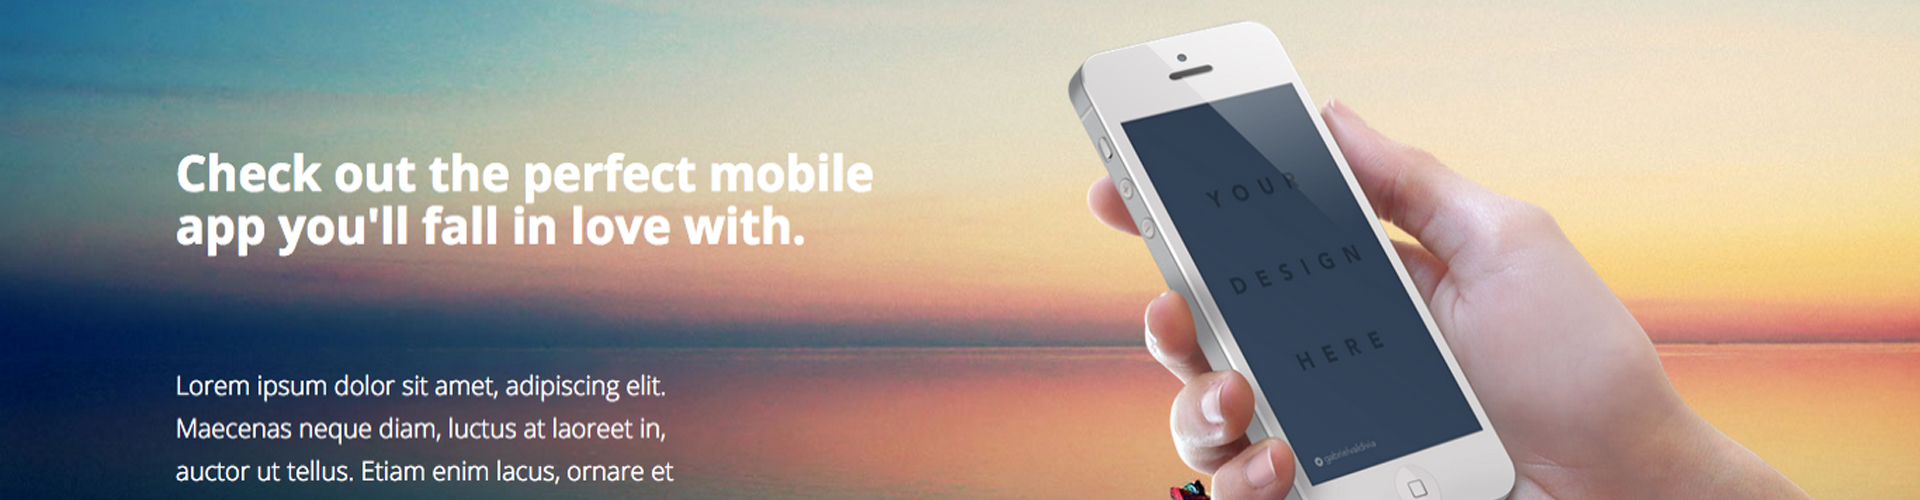 Check out the perfect mobile
app you'll fall in love with.
Lorem ipsum dolor sit amet, adipiscing elit.
Maecenas neque diam, luctus at laoreet in,
auctor ut tellus. Etiam enim lacus, ornare et
YOUR
DESIGN
HERE
gabrielvaldivia